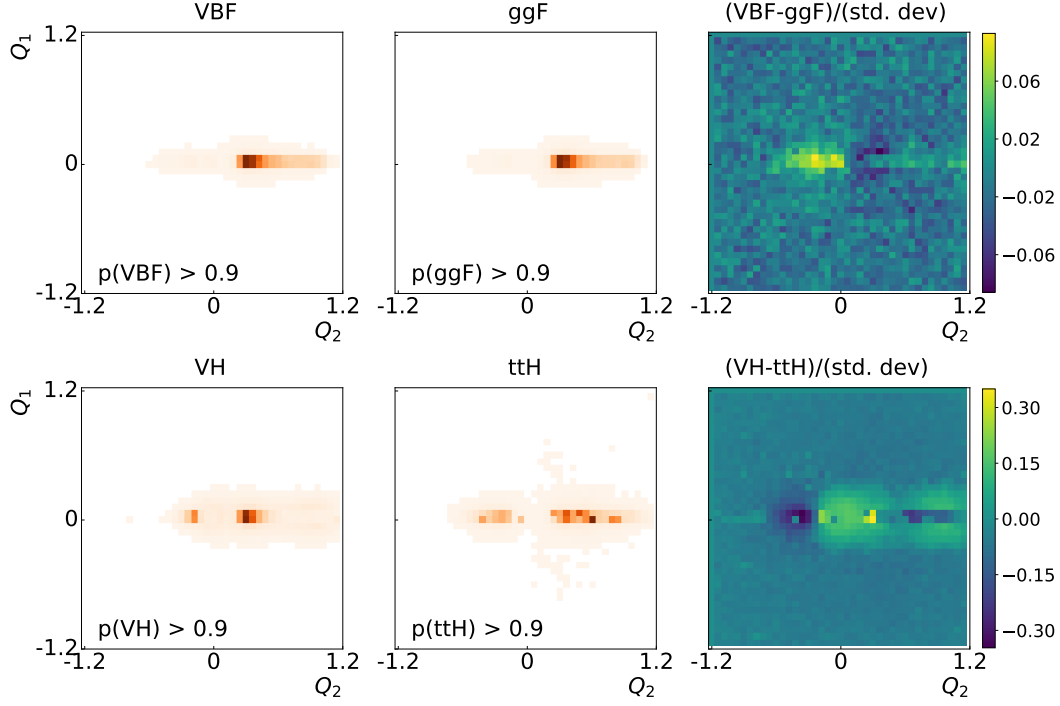 VBF ggF (VBF-ggF)/(std. dev)
1.2
Q1
0
-1.2
p(VBF) > 0.9 p(ggF) > 0.9
0.06
0.02
−0.02
−0.06
-1.2 0 1.2 -1.2 0 1.2 -1.2 0 1.2
Q2 Q2 Q2
VH ttH (VH-ttH)/(std. dev)
1.2
Q1
0
-1.2
p(VH) > 0.9 p(ttH) > 0.9
0.30
0.15
0.00
−0.15
−0.30
-1.2 0 1.2 -1.2 0 1.2 -1.2 0 1.2
Q2 Q2 Q2